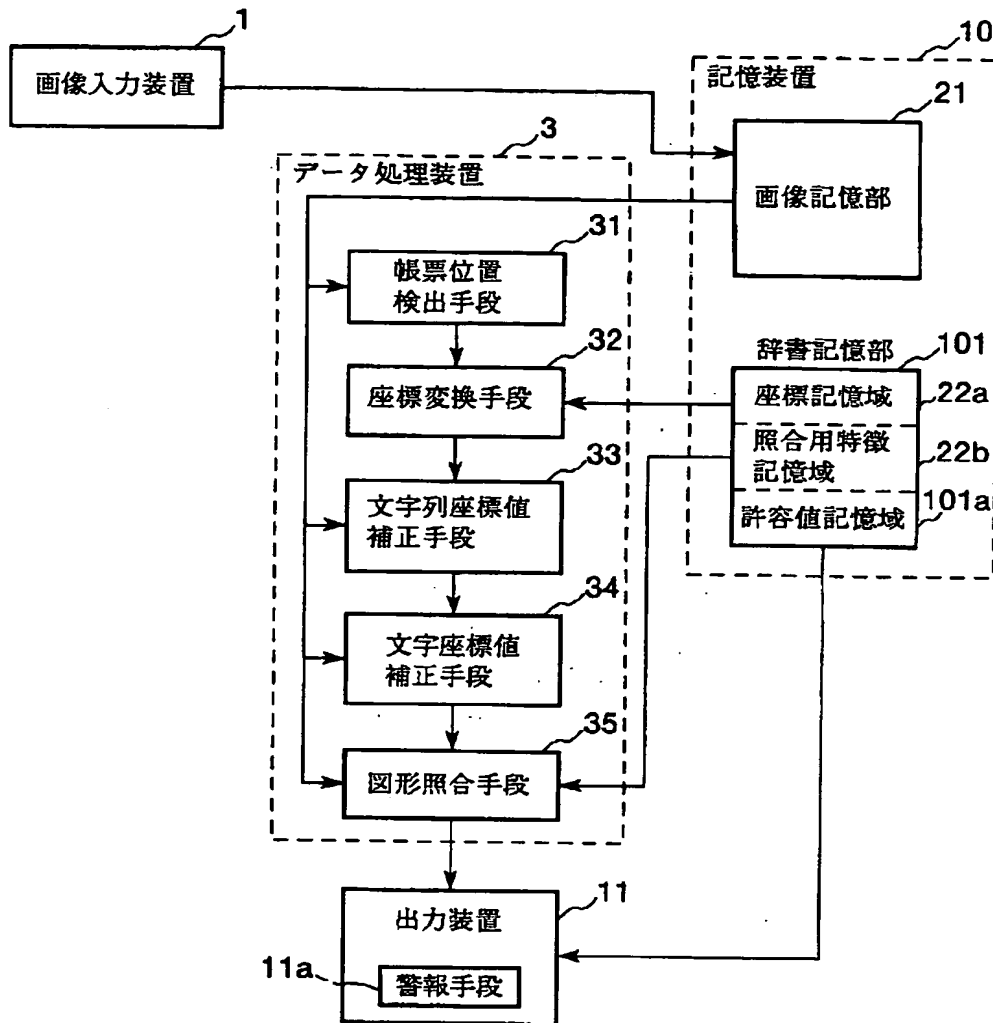 1
画像入力装置
10
記憶装置
21
画像記憶部
3
データ処理装置
31
帳票位置
検出手段
32
座標変換手段
33
文字列座標値
補正手段
34
文字座標値
補正手段
35
図形照合手段
辞書記憶部
101
座標記憶域
22a
照合用特徴
記憶域
22b
許容値記憶域
101a
11
出力装置
11a
警報手段